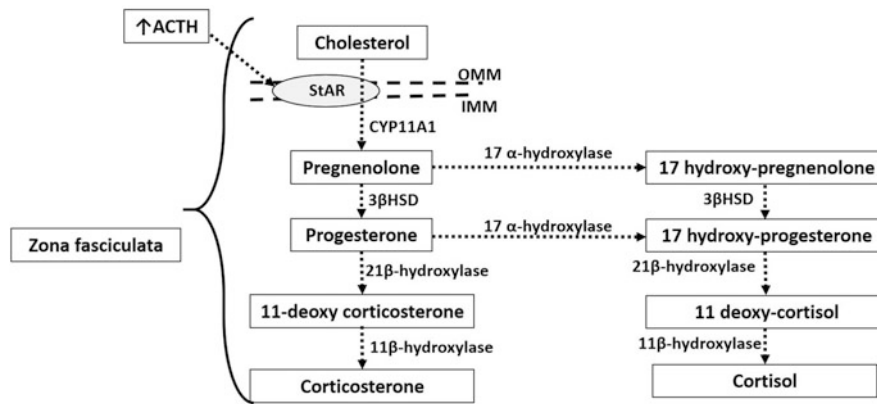 ↑ACTH
Cholesterol
OMM
StAR
IMM
CYP11A1
17 α-hydroxylase
Pregnenolone
17 hydroxy-pregnenolone
3βHSD
3βHSD
17 α-hydroxylase
Progesterone
17 hydroxy-progesterone
Zona fasciculata
21β-hydroxylase
21β-hydroxylase
11-deoxy corticosterone
11 deoxy-cortisol
11β-hydroxylase
11β-hydroxylase
Corticosterone
Cortisol